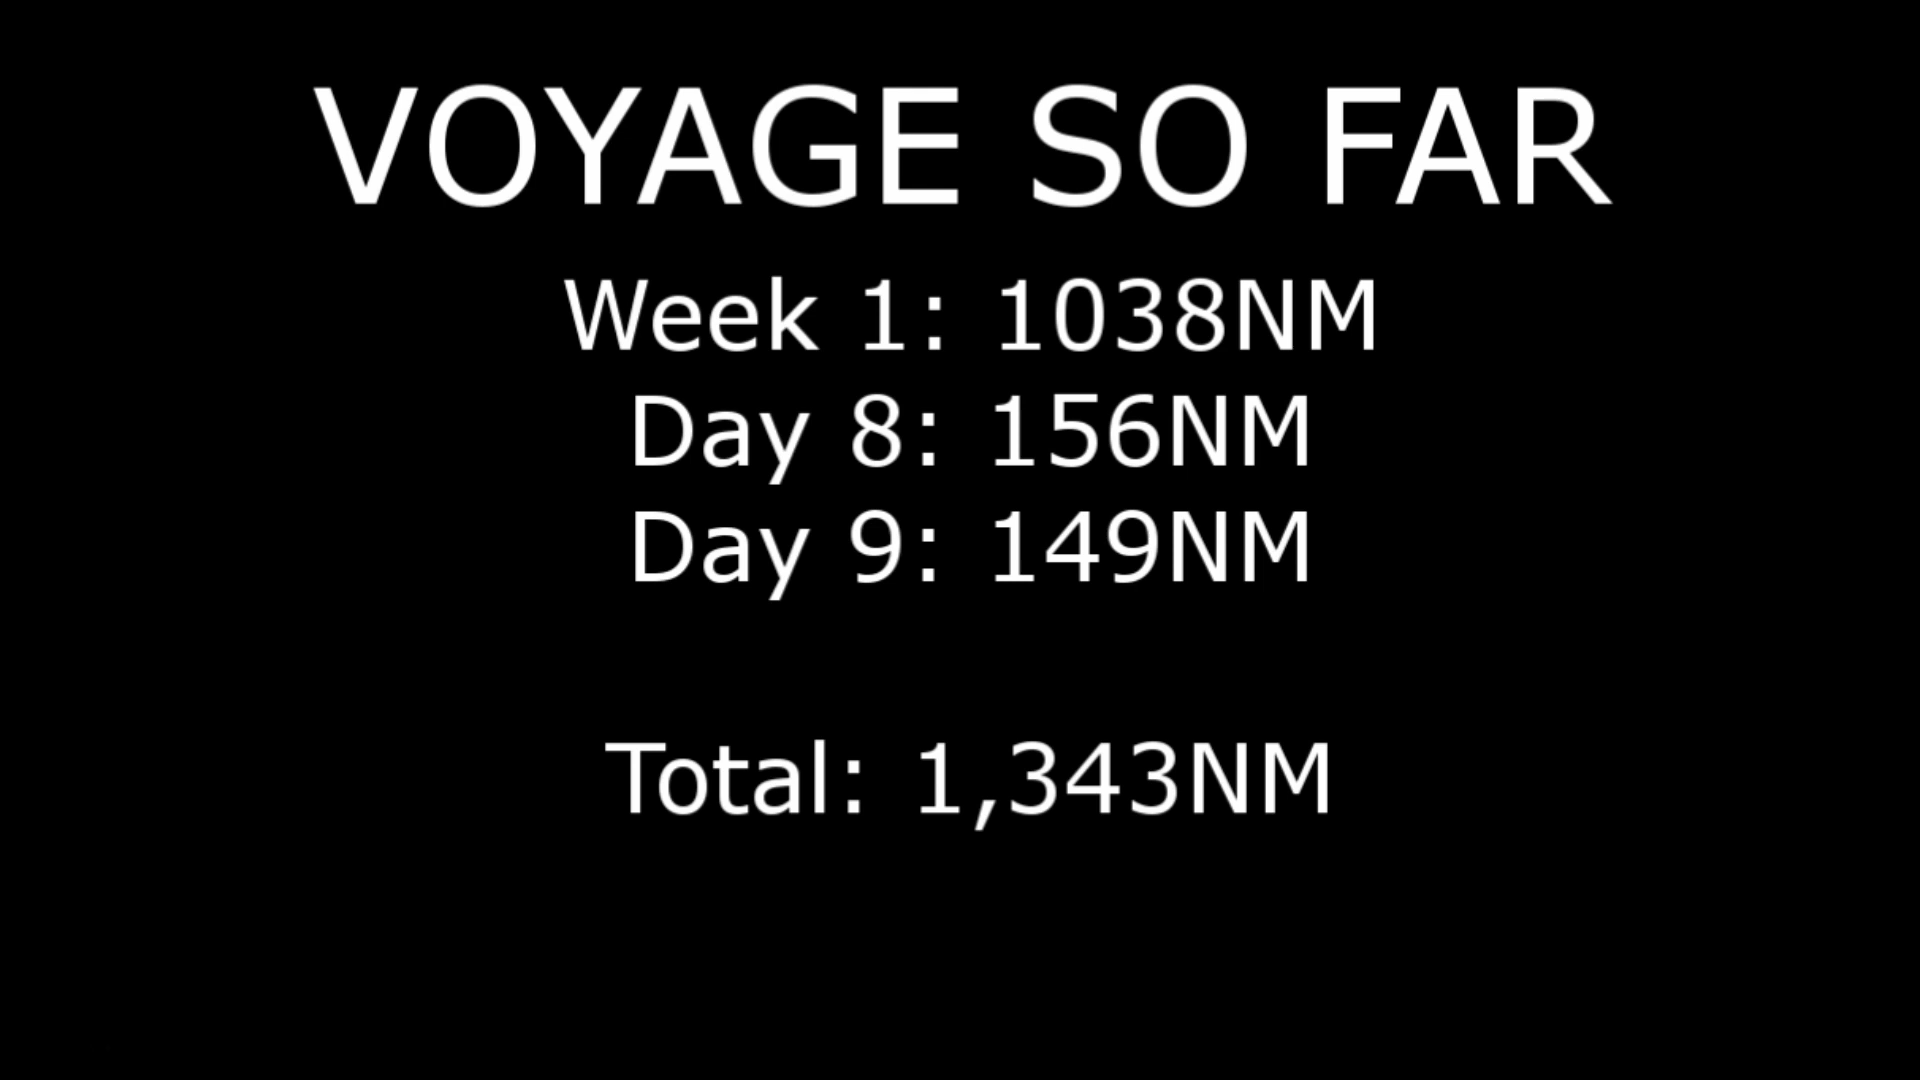 VOYAGE SO FAR
Week 1: 1038NM
Day 8: 156NM
Day 9: 149NM
Total: 1,343NM